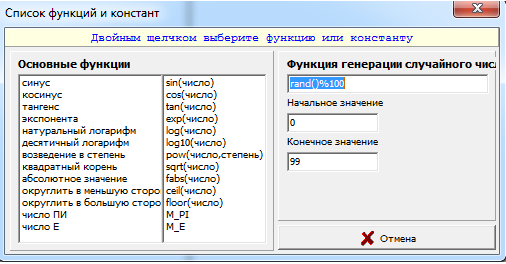 Список функций и констант
Двойным щелчком выберите функцию или константу
Основные функции
синус sin(число)
косинус cos(число)
тангенс tan(число)
экспонента exp(число)
натуральный логарифм log(число)
десятичный логарифм log10(число)
возведение в степень pow(число,степень)
квадратный корень sqrt(число)
абсолютное значение fabs(число)
округлить в меньшую сторо ceil(число)
округлить в большую сторо floor(число)
число ПИ M_PI
число E M_E
Функция генерации случайного чис
rand()%100
Начальное значение
0
Конечное значение
99
Отмена